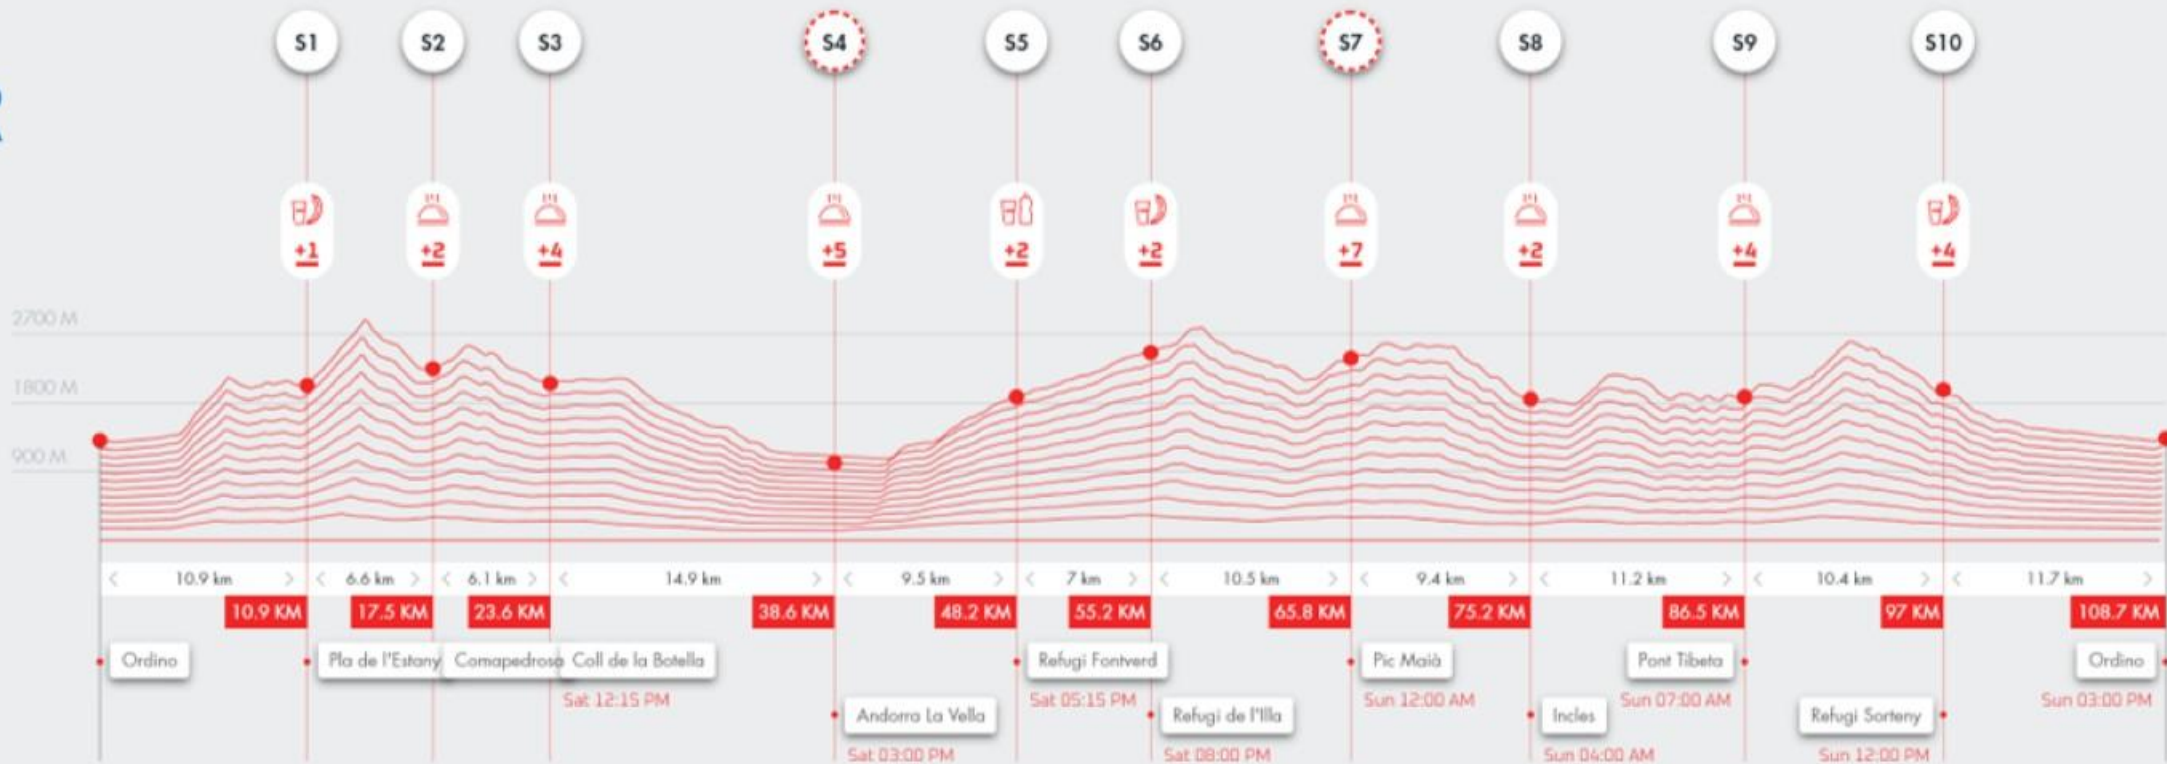 S1 S2 S3 S4 S5 S6 S7 S8 S9 S10
+1 +2 +4 +5 +2 +2 +7 +2 +4 +4
2700 M
1800 M
900 M
10.9 km 6.6 km 6.1 km 14.9 km 9.5 km 7 km 10.5 km 9.4 km 11.2 km 10.4 km 11.7 km
10.9 KM 17.5 KM 23.6 KM 38.6 KM 48.2 KM 55.2 KM 65.8 KM 75.2 KM 86.5 KM 97 KM 108.7 KM
Ordino Pla de l'Estany Comapedrosa Coll de la Botella Refugi Fontverd Pic Maià Pont Tibeta Ordino
Sat 12:15 PM Sat 05:15 PM Sun 12:00 AM Sun 07:00 AM Sun 03:00 PM
Andorra La Vella Refugi de l'Illa Incles Refugi Sorteny
Sat 03:00 PM Sat 08:00 PM Sun 04:00 AM Sun 12:00 PM